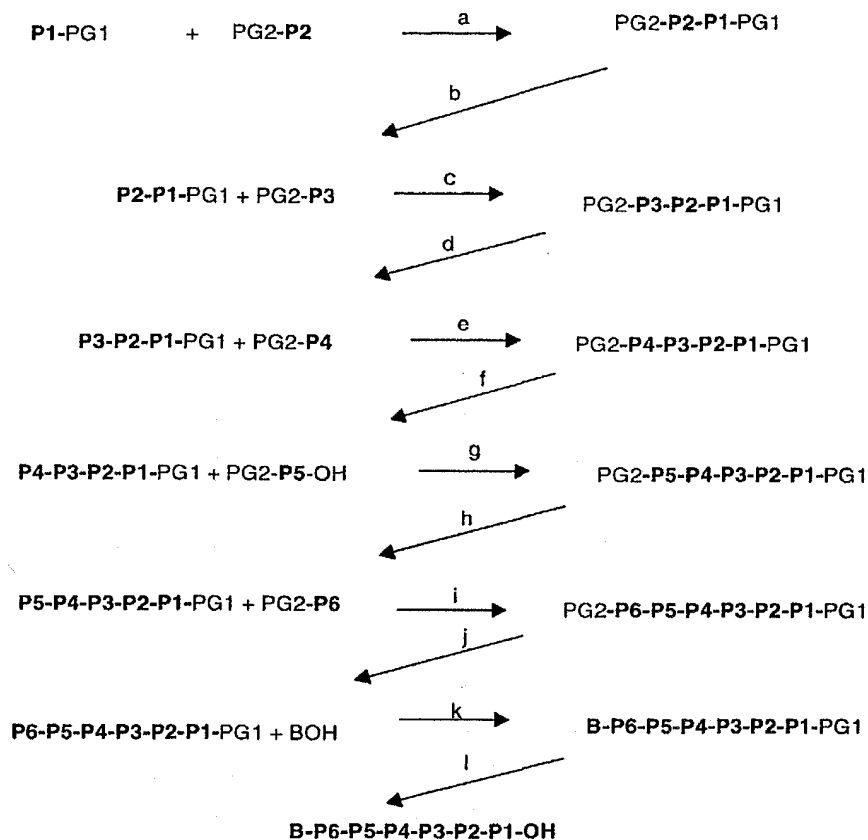 P1-PG1 + PG2-P2 a PG2-P2-P1-PG1
b
P2-P1-PG1 + PG2-P3 c PG2-P3-P2-P1-PG1
d
P3-P2-P1-PG1 + PG2-P4 e PG2-P4-P3-P2-P1-PG1
f
P4-P3-P2-P1-PG1 + PG2-P5-OH g PG2-P5-P4-P3-P2-P1-PG1
h
P5-P4-P3-P2-P1-PG1 + PG2-P6 i PG2-P6-P5-P4-P3-P2-P1-PG1
j
P6-P5-P4-P3-P2-P1-PG1 + BOH k B-P6-P5-P4-P3-P2-P1-PG1
l
B-P6-P5-P4-P3-P2-P1-OH